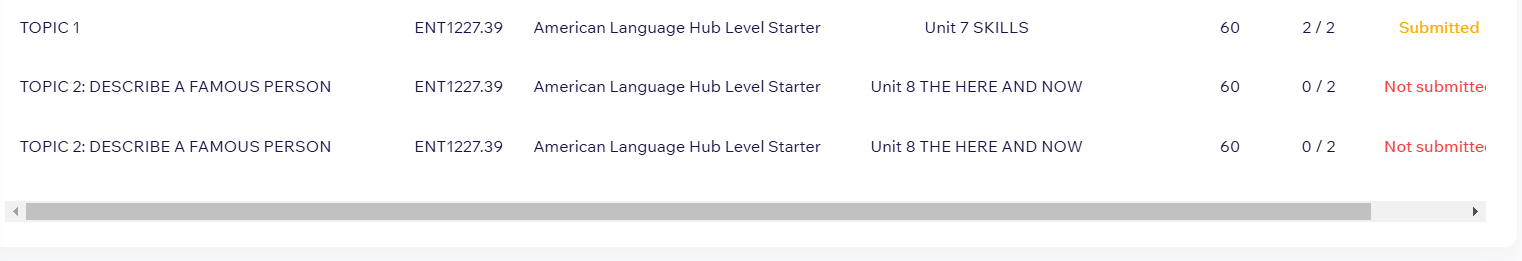 TOPIC 1 ENT1227.39 American Language Hub Level Starter Unit 7 SKILLS 60 2 / 2 Submitted
TOPIC 2: DESCRIBE A FAMOUS PERSON ENT1227.39 American Language Hub Level Starter Unit 8 THE HERE AND NOW 60 0 / 2 Not submitte
TOPIC 2: DESCRIBE A FAMOUS PERSON ENT1227.39 American Language Hub Level Starter Unit 8 THE HERE AND NOW 60 0 / 2 Not submitte